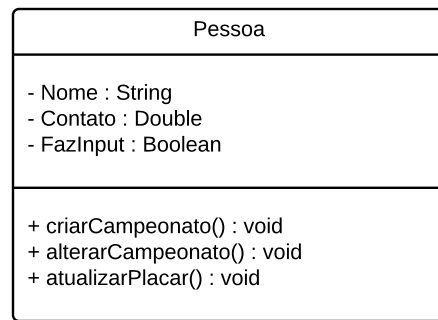 Pessoa
- Nome : String
- Contato : Double
- FazInput : Boolean
+ criarCampeonato() : void
+ alterarCampeonato() : void
+ atualizarPlacar() : void